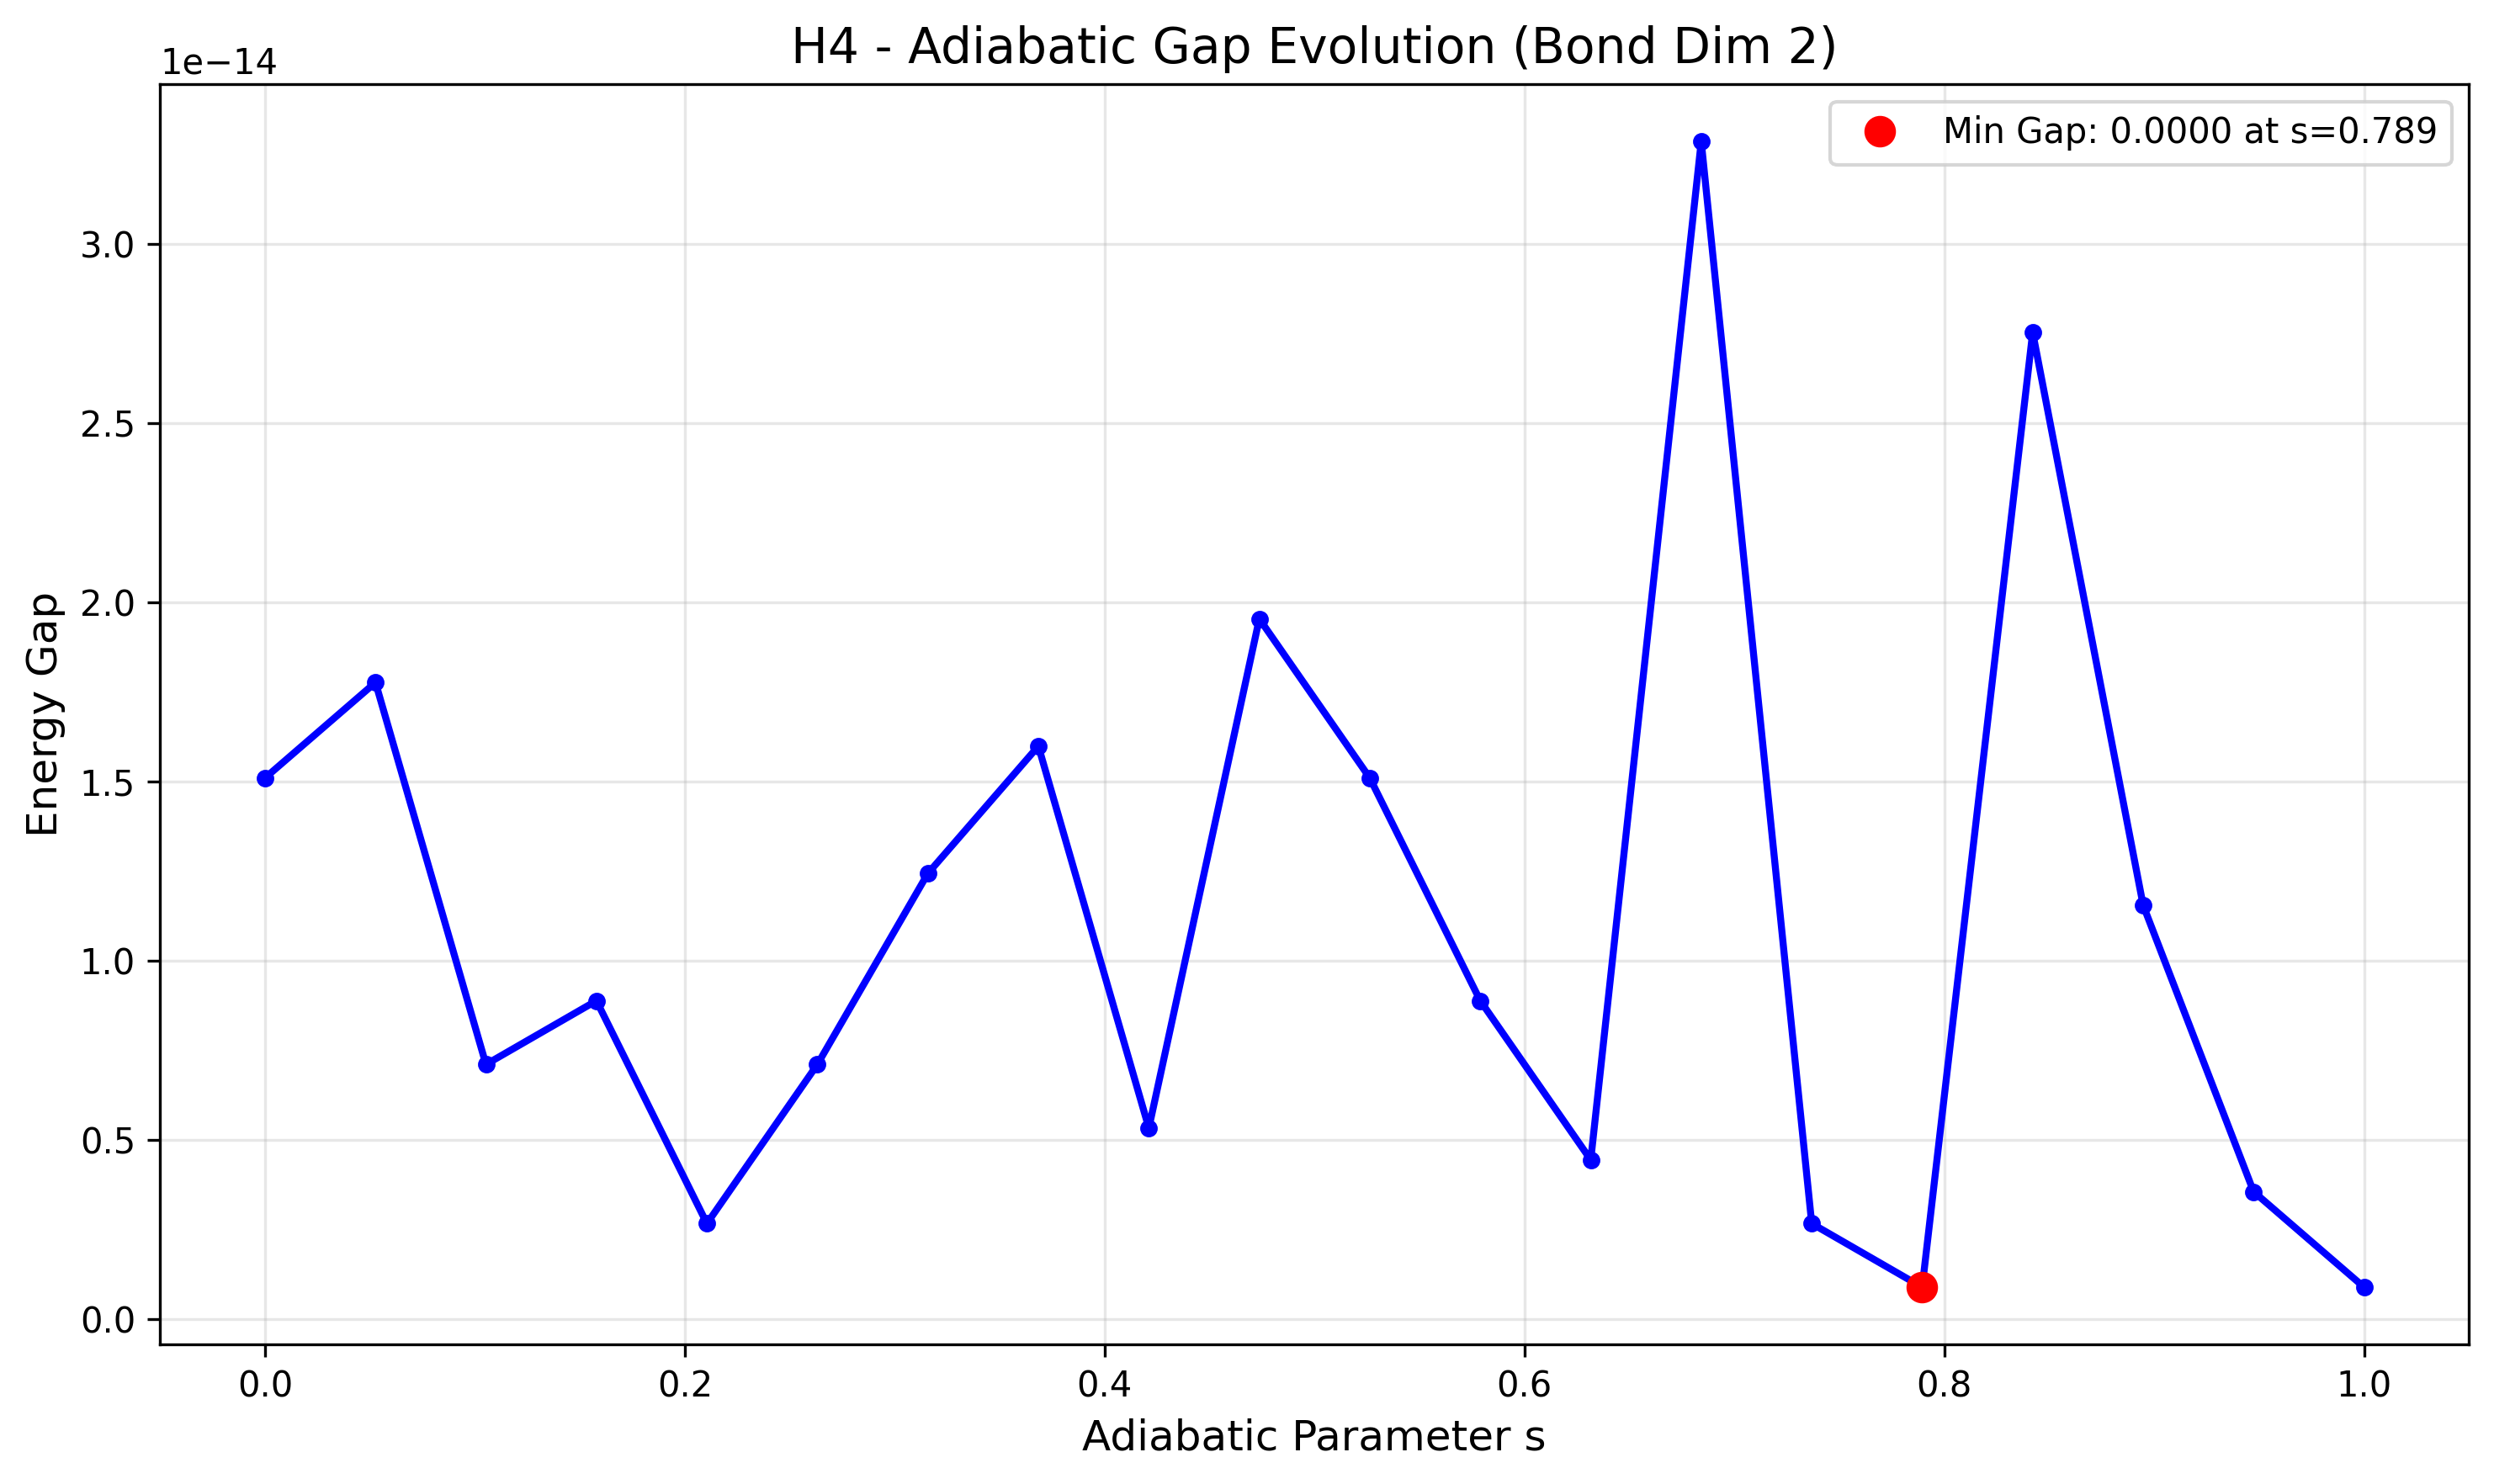 H4 - Adiabatic Gap Evolution (Bond Dim 2)
1e−14
Min Gap: 0.0000 at s=0.789
3.0
2.5
2.0
1.5
1.0
0.5
0.0
Energy Gap
0.0 0.2 0.4 0.6 0.8 1.0
Adiabatic Parameter s